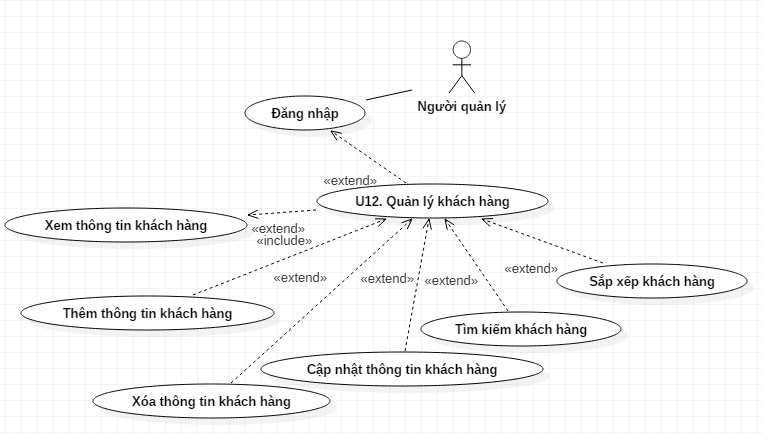 Người quản lý
Đăng nhập
«extend»
U12. Quản lý khách hàng
Xem thông tin khách hàng
«extend»
«include»
«extend»
«extend»
«extend»
«extend»
Sắp xếp khách hàng
Thêm thông tin khách hàng
Tìm kiếm khách hàng
Cập nhật thông tin khách hàng
Xóa thông tin khách hàng